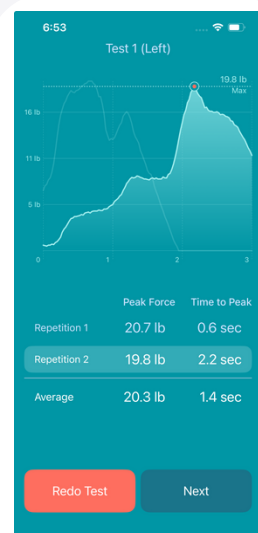 6:53
Test 1 (Left)
19.8 lb
Max
16 lb
11 lb
5 lb
0 1 2 3
Peak Force Time to Peak
Repetition 1 20.7 lb 0.6 sec
Repetition 2 19.8 lb 2.2 sec
Average 20.3 lb 1.4 sec
Redo Test Next